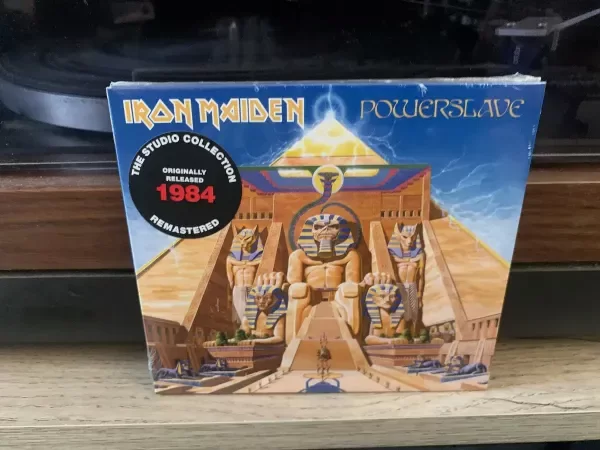 IRON MAIDEN
POWERSLAVE
THE STUDIO COLLECTION
ORIGINALLY
RELEASED
1984
REMASTERED